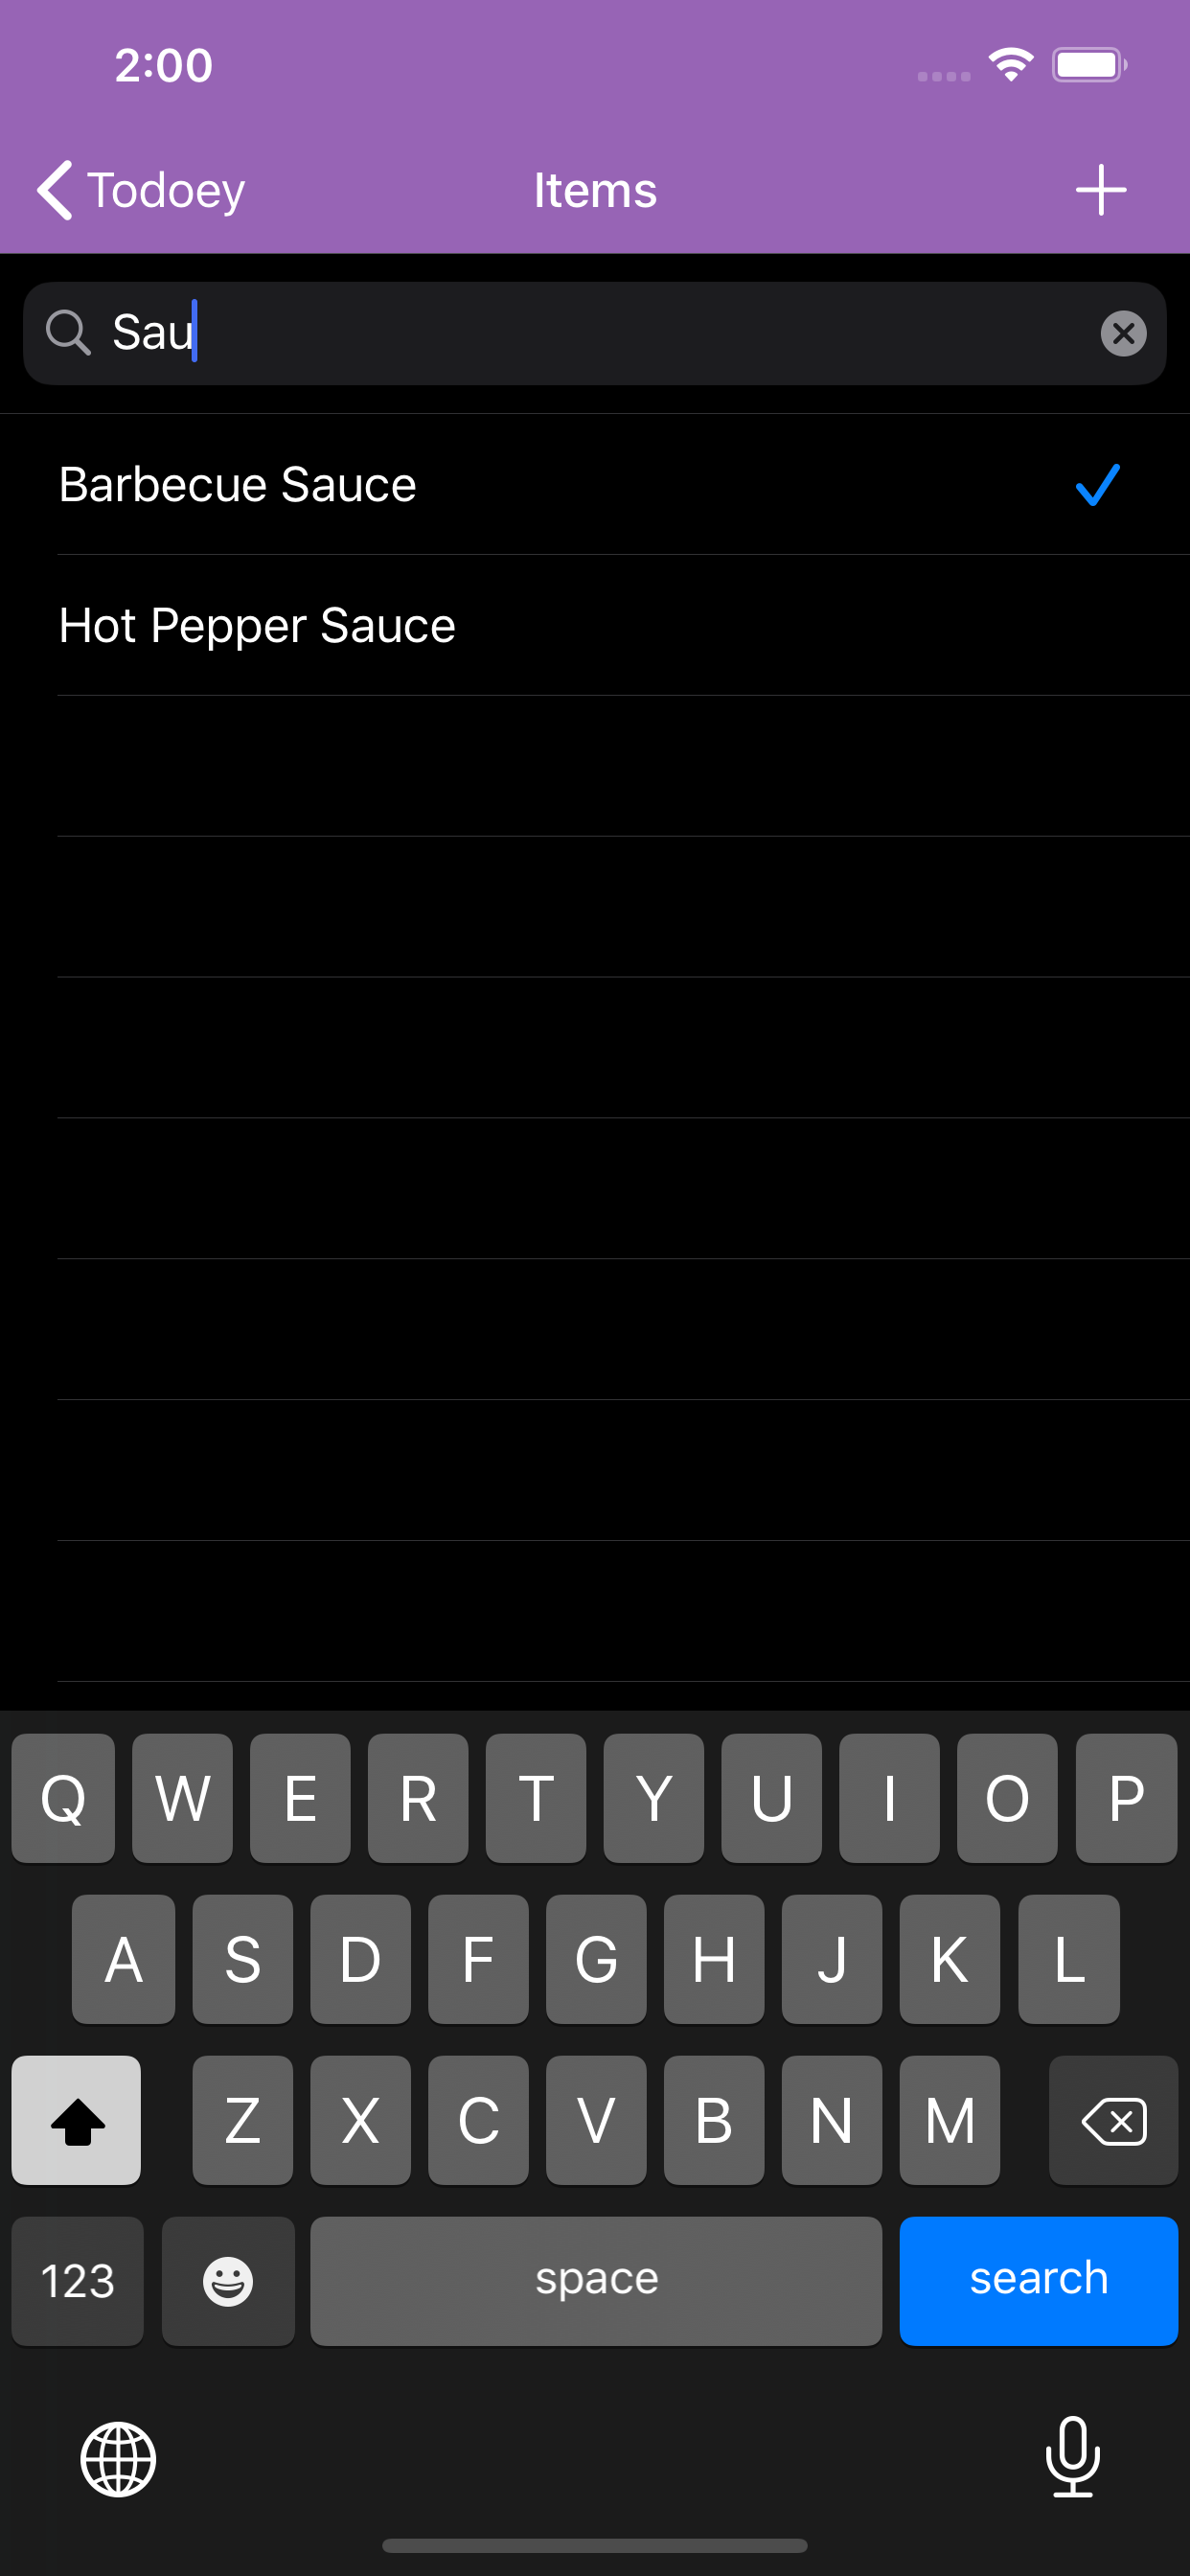 2:00
Todoey
Items
Sau
Barbecue Sauce
Hot Pepper Sauce
Q W E R T Y U I O P
A S D F G H J K L
Z X C V B N M
123 space search